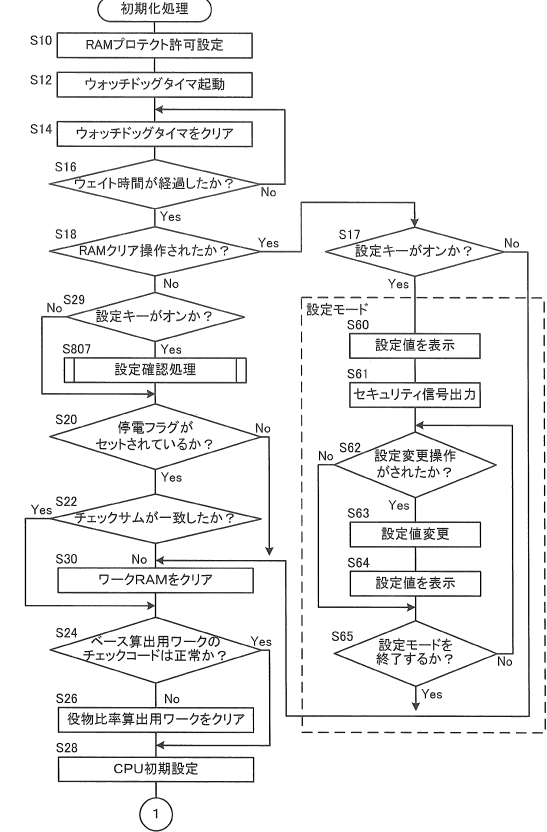 初期化処理
S10
RAMプロテクト許可設定
S12
ウォッチドッグタイマ起動
S14
ウォッチドッグタイマをクリア
S16
ウェイト時間が経過したか？
No
Yes
S18
RAMクリア操作されたか？
Yes
No
S17
設定キーがオンか？
No
Yes
S29
設定キーがオンか？
No
Yes
S807
設定確認処理
S20
停電フラグが
セットされているか？
No
Yes
S22
チェックサムが一致したか？
Yes
No
S30
ワークRAMをクリア
S24
ベース算出用ワークの
チェックコードは正常か？
Yes
No
S26
役物比率算出用ワークをクリア
S28
CPU初期設定
1
設定モード
S60
設定値を表示
S61
セキュリティ信号出力
S62
設定変更操作
がされたか？
No
Yes
S63
設定値変更
S64
設定値を表示
S65
設定モードを
終了するか？
No
Yes